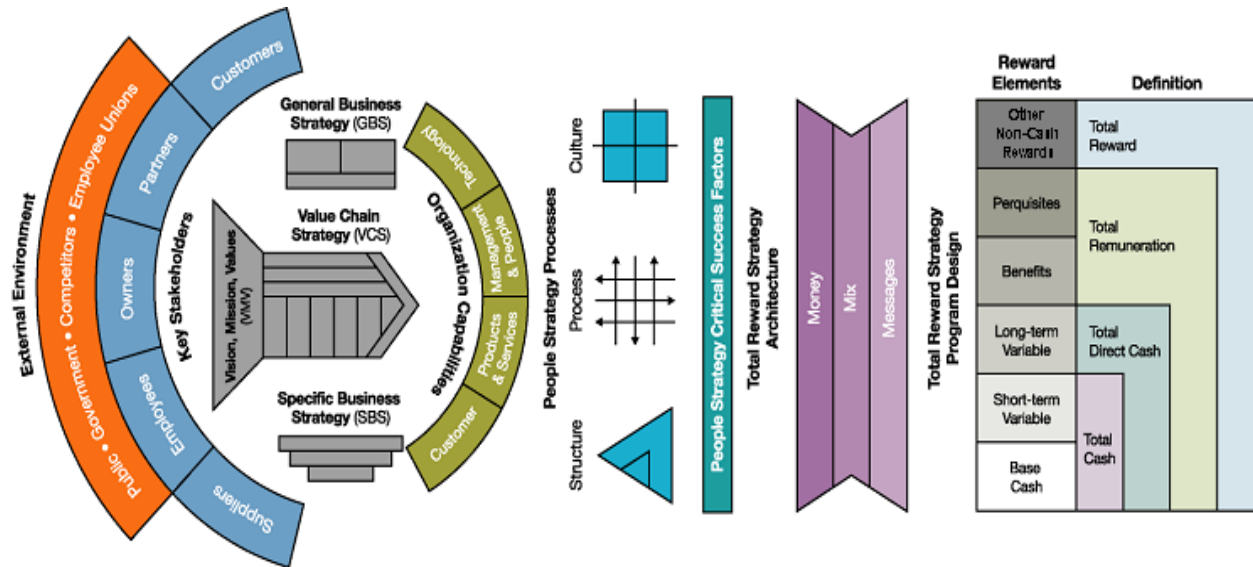 External Environment
Public • Government • Competitors • Employee Unions
Customers
Partners
Owners
Employees
Suppliers
Key Stakeholders
General Business
Strategy (GBS)
Vision, Mission, Values
(VMV)
Value Chain
Strategy (VCS)
Specific Business
Strategy (SBS)
Organization Capabilities
Technology
Management
& People
Products
& Services
Customer
People Strategy Processes
Culture
Process
Structure
People Strategy Critical Success Factors
Total Reward Strategy
Architecture
Money
Mix
Messages
Total Reward Strategy
Program Design
Reward
Elements
Definition
Other
Non-Cash
Rewards
Total
Reward
Perquisites
Total
Remuneration
Benefits
Long-term
Variable
Total
Direct Cash
Short-term
Variable
Total
Cash
Base
Cash